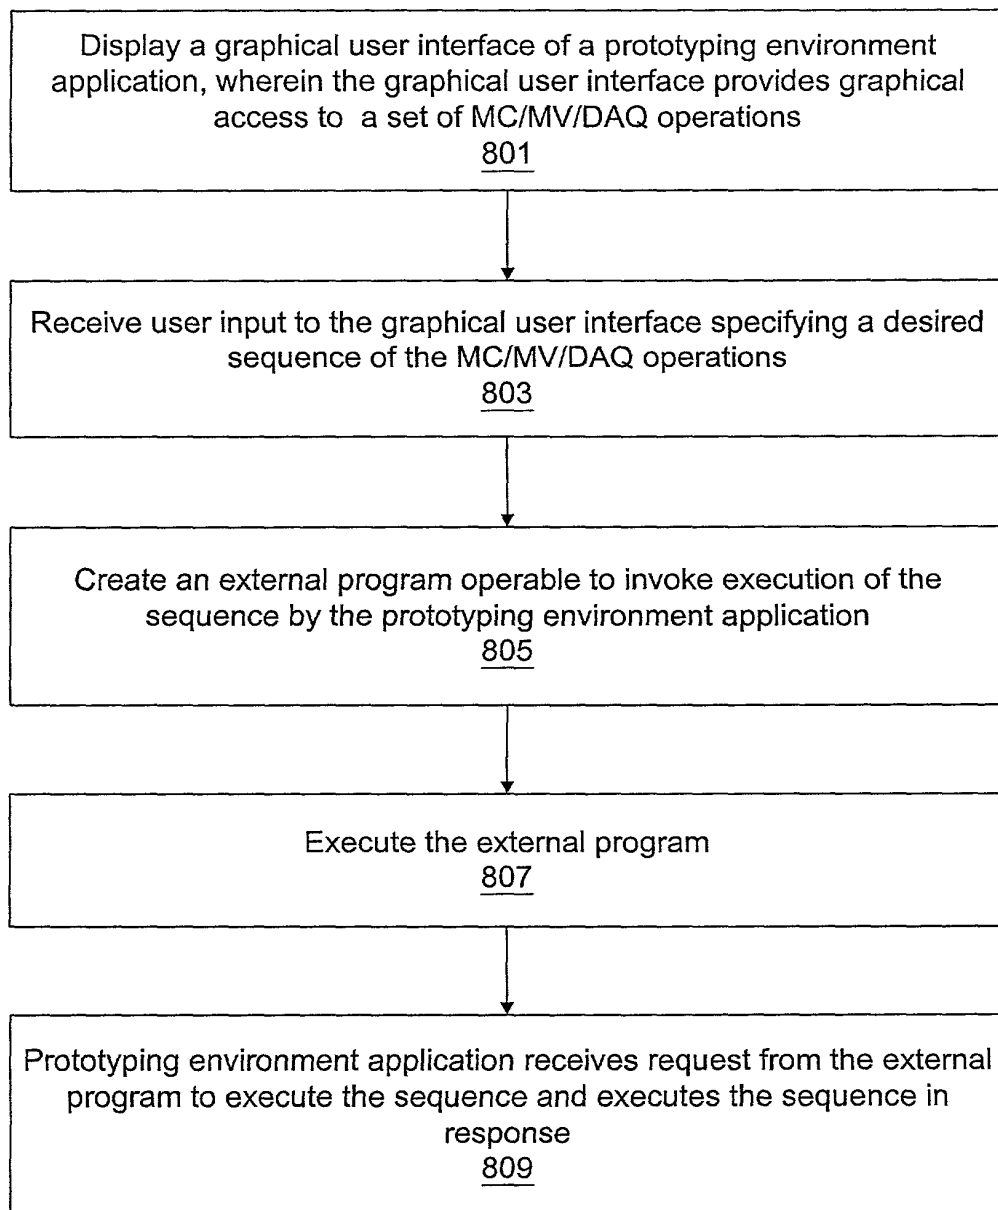 Display a graphical user interface of a prototyping environment
application, wherein the graphical user interface provides graphical
access to a set of MC/MV/DAQ operations
801
Receive user input to the graphical user interface specifying a desired
sequence of the MC/MV/DAQ operations
803
Create an external program operable to invoke execution of the
sequence by the prototyping environment application
805
Execute the external program
807
Prototyping environment application receives request from the external
program to execute the sequence and executes the sequence in
response
809